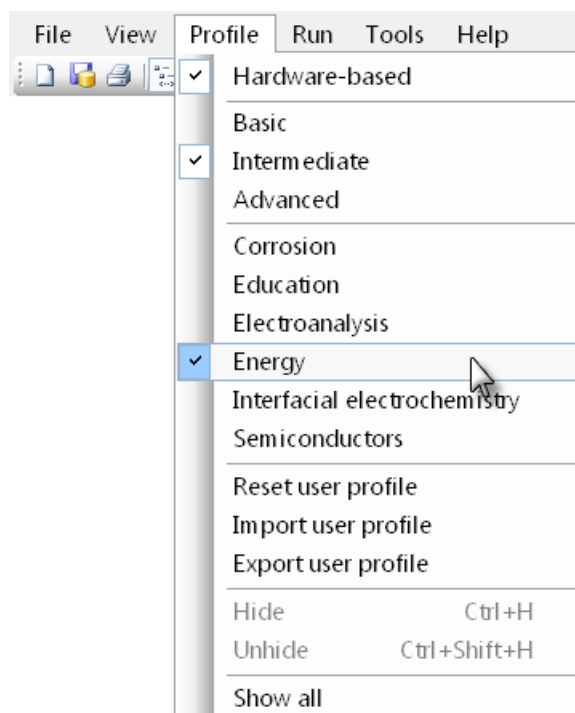 File View Profile Run Tools Help
Hardware-based
Basic
Intermediate
Advanced
Corrosion
Education
Electroanalysis
Energy
Interfacial electrochemistry
Semiconductors
Reset user profile
Import user profile
Export user profile
Hide Ctrl+H
Unhide Ctrl+Shift+H
Show all